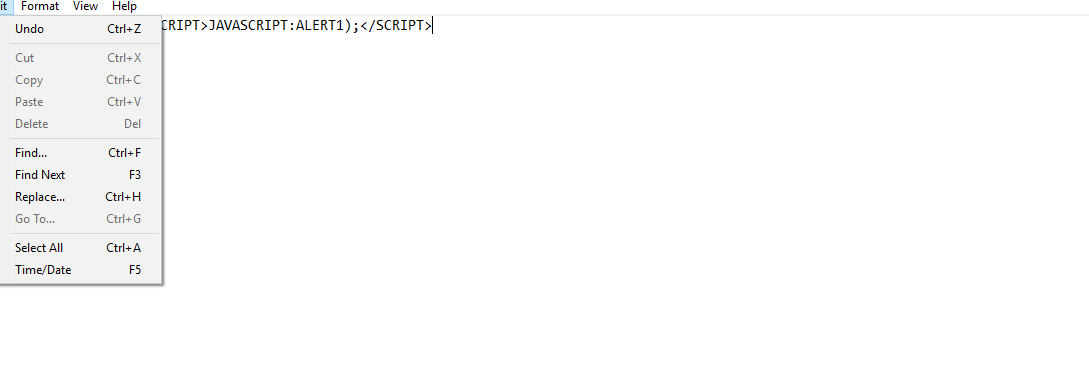 it Format View Help
CRIPT>JAVASCRIPT:ALERT1);</SCRIPT>
Undo Ctrl+Z
Cut Ctrl+X
Copy Ctrl+C
Paste Ctrl+V
Delete Del
Find... Ctrl+F
Find Next F3
Replace... Ctrl+H
Go To... Ctrl+G
Select All Ctrl+A
Time/Date F5